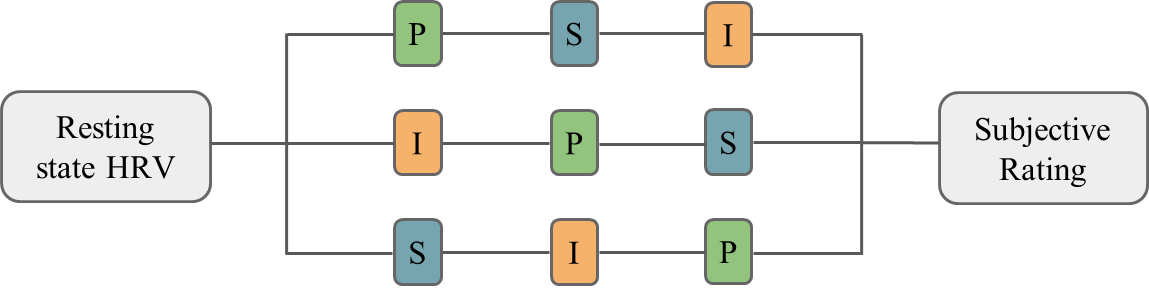 Resting
state HRV
P S I
I P S
S I P
Subjective
Rating